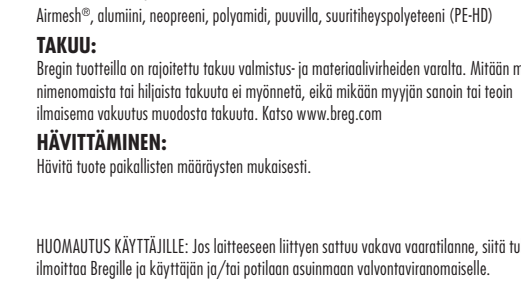 Airmesh®, alumiini, neopreeni, polyamidi, puuvilla, suuritiheyspolyeteeni (PE-HD)
TAKUU:
Bregin tuotteilla on rajoitettu takuu valmistus- ja materiaalivirheiden varalta. Mitään
nimenomaista tai hiljaista takuuta ei myönnetä, eikä mikään myyjän sanoin tai teoin
ilmaisema vakuutus muodosta takuuta. Katso www.breg.com
HÄVITTÄMINEN:
Hävitä tuote paikallisten määräysten mukaisesti.
HUOMAUTUS KÄYTTÄJILLE: Jos laitteeseen liittyen sattuu vakava vaaratilanne, siitä
ilmoittaa Bregille ja käyttäjän ja/tai potilaan asuinmaan valvontaviranomaiselle.